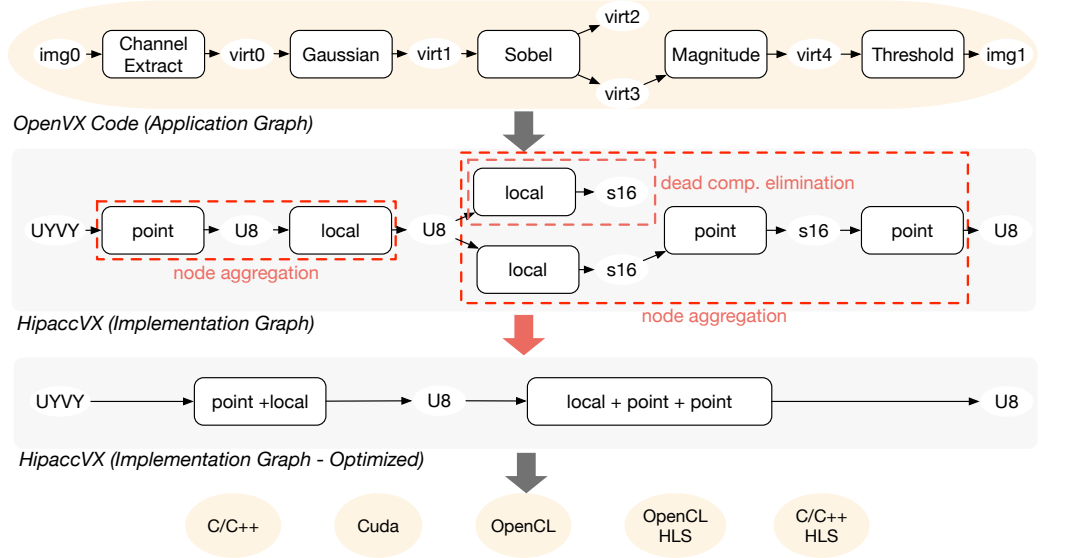 img0
Channel
Extract
virt0
Gaussian
virt1
Sobel
virt2
virt3
Magnitude
virt4
Threshold
img1
OpenVX Code (Application Graph)
UYVY
point
U8
local
node aggregation
U8
local
s16
dead comp. elimination
local
s16
point
s16
point
U8
node aggregation
HipaccVX (Implementation Graph)
UYVY
point +local
U8
local + point + point
U8
HipaccVX (Implementation Graph - Optimized)
C/C++
Cuda
OpenCL
OpenCL
HLS
C/C++
HLS